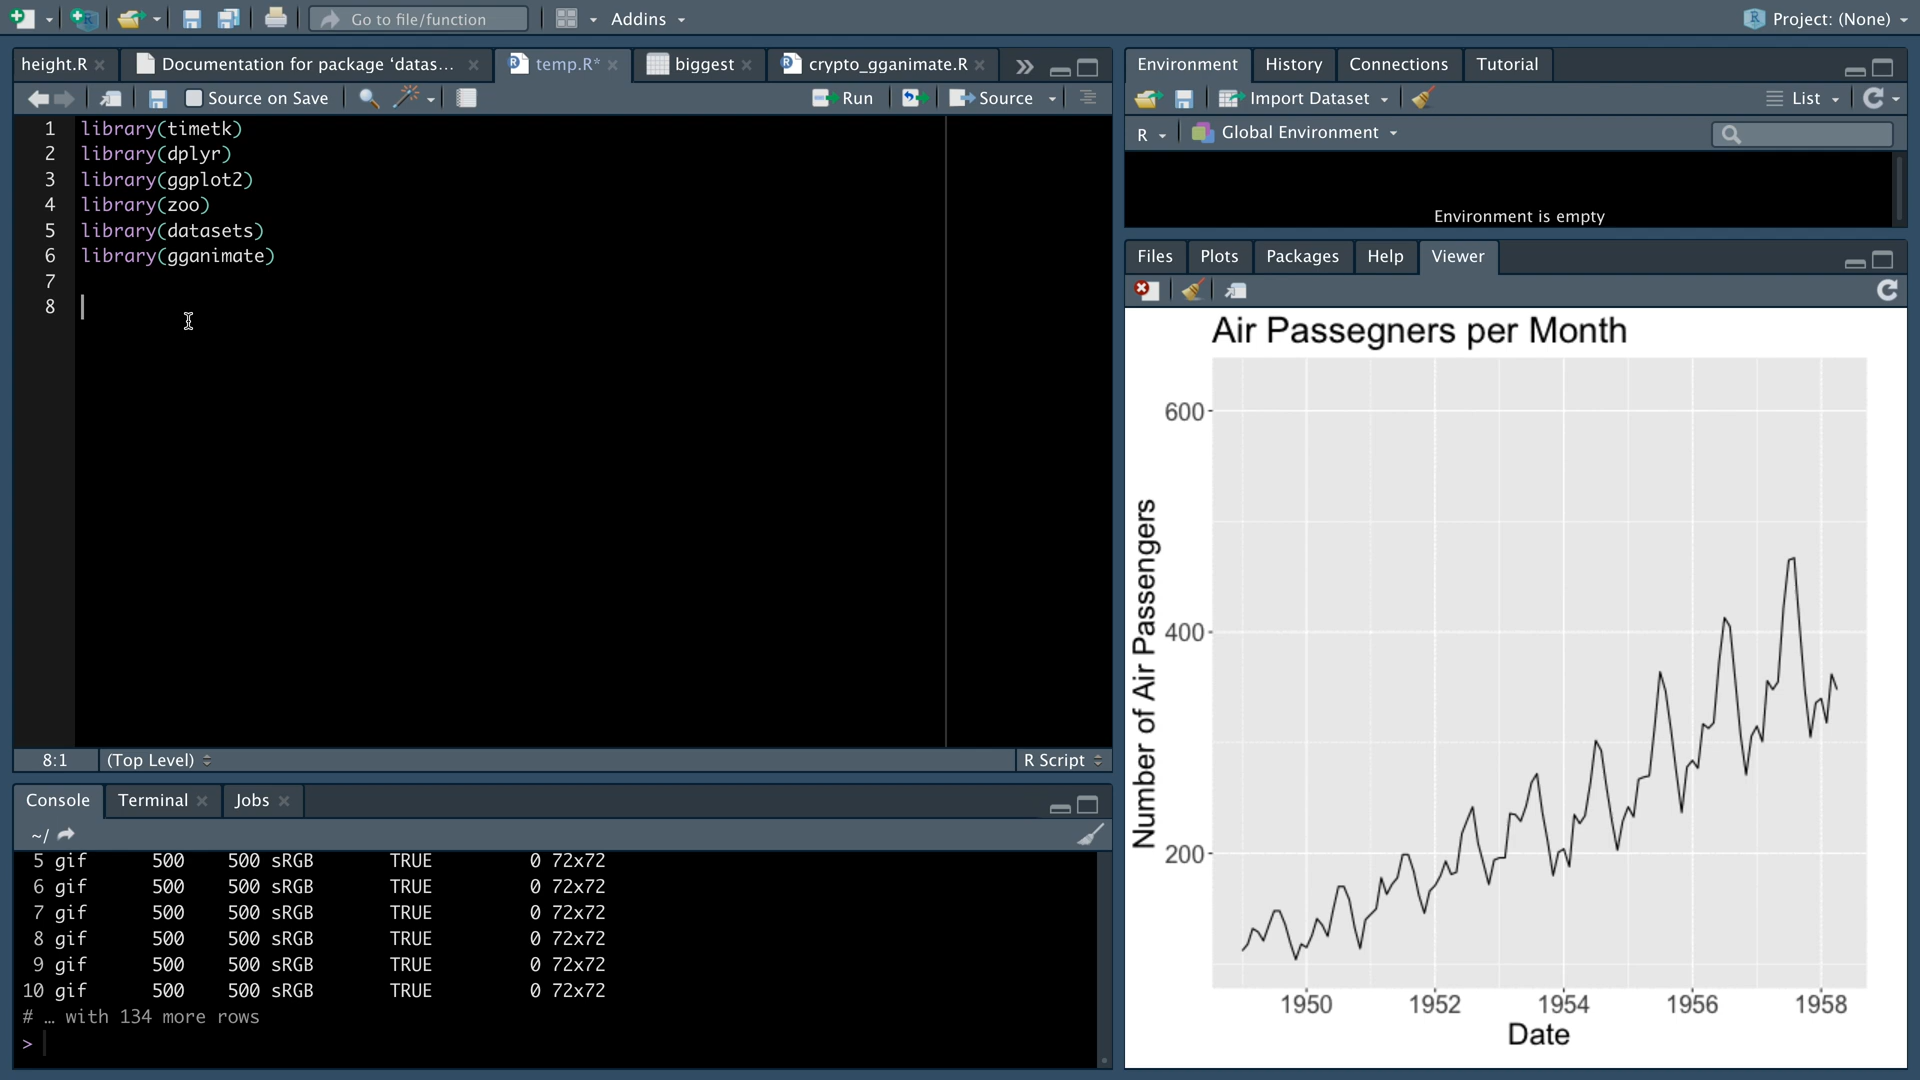 Go to file/function
Addins
Project: (None)
height.R
Documentation for package ‘datas...
temp.R*
biggest
crypto_gganimate.R
Source on Save
Run
Source
1 library(timetk)
2 library(dplyr)
3 library(ggplot2)
4 library(zoo)
5 library(datasets)
6 library(gganimate)
7
8
8:1
(Top Level)
R Script
Console
Terminal
Jobs
~/
5 gif 500 500 sRGB TRUE 0 72x72
6 gif 500 500 sRGB TRUE 0 72x72
7 gif 500 500 sRGB TRUE 0 72x72
8 gif 500 500 sRGB TRUE 0 72x72
9 gif 500 500 sRGB TRUE 0 72x72
10 gif 500 500 sRGB TRUE 0 72x72
# … with 134 more rows
>
Environment
History
Connections
Tutorial
Import Dataset
List
R
Global Environment
Environment is empty
Files
Plots
Packages
Help
Viewer
Air Passegners per Month
Number of Air Passengers
600
400
200
1950 1952 1954 1956 1958
Date